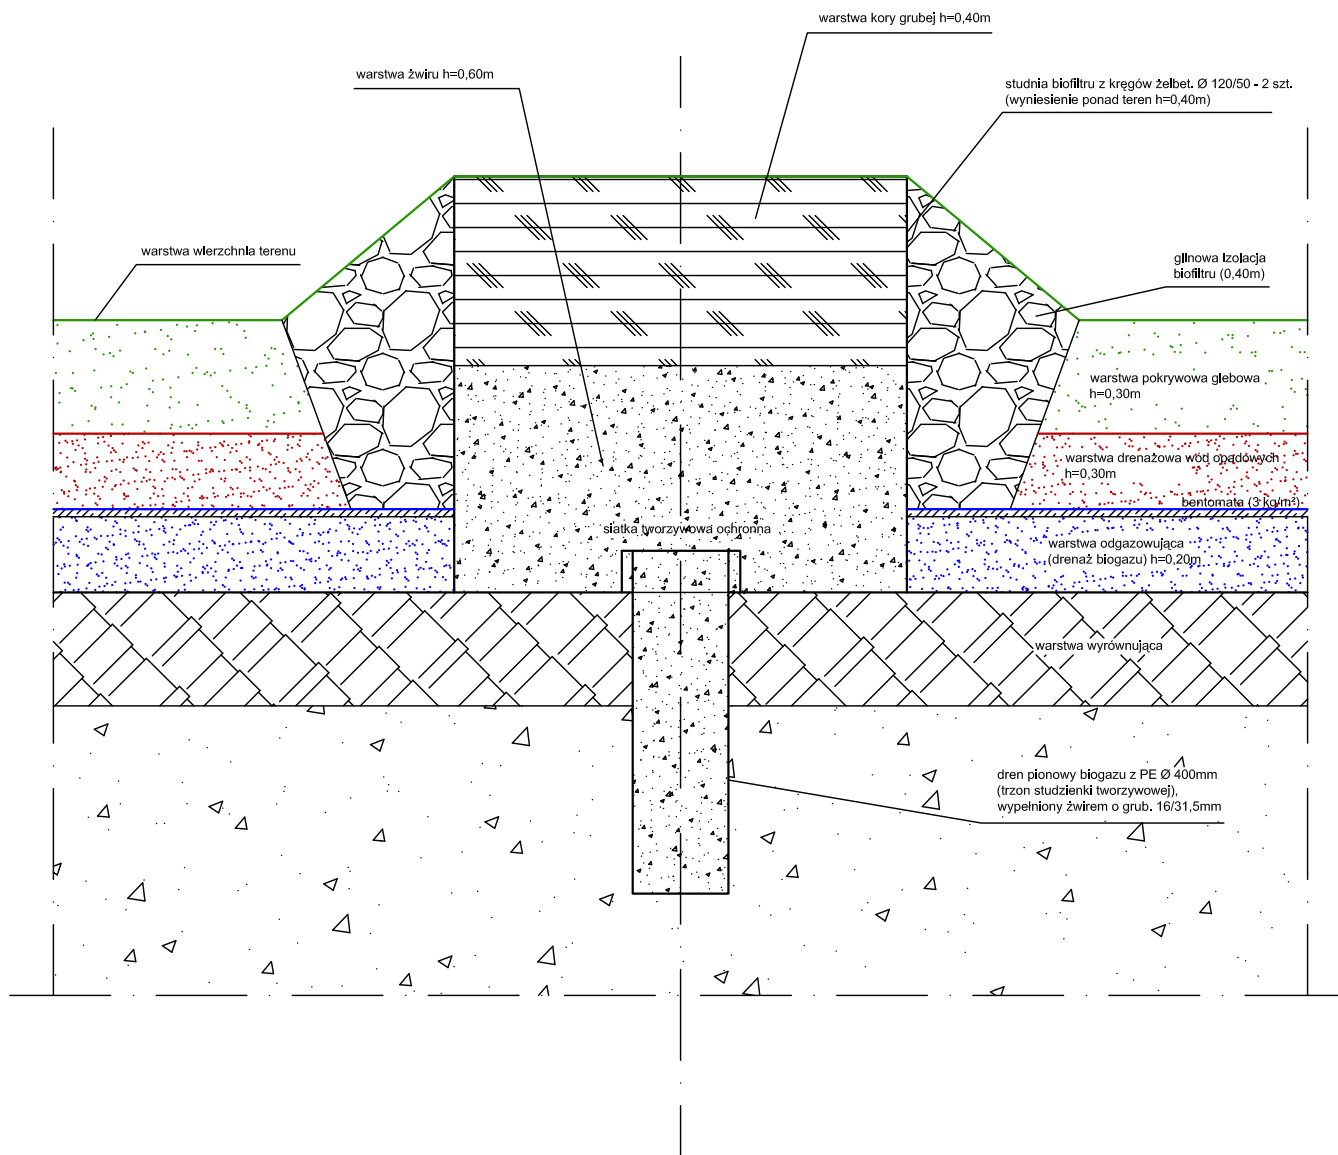 warstwa kory grubej h=0,40m
warstwa żwiru h=0,60m
studnia biofiltru z kręgów żelbet. Ø 120/50 - 2 szt.
(wyniesienie ponad teren h=0,40m)
warstwa wierzchnia terenu
glinowa izolacja
biofiltru (0,40m)
warstwa pokrywowa glebowa
h=0,30m
warstwa drenażowa wód opadowych
h=0,30m
bentomata (3 kg/m²)
siatka tworzywowa ochronna
warstwa odgazowująca
(drenaż biogazu) h=0,20m
warstwa wyrównująca
dren pionowy biogazu z PE Ø 400mm
(trzon studzienki tworzywowej),
wypełniony żwirem o grub. 16/31,5mm